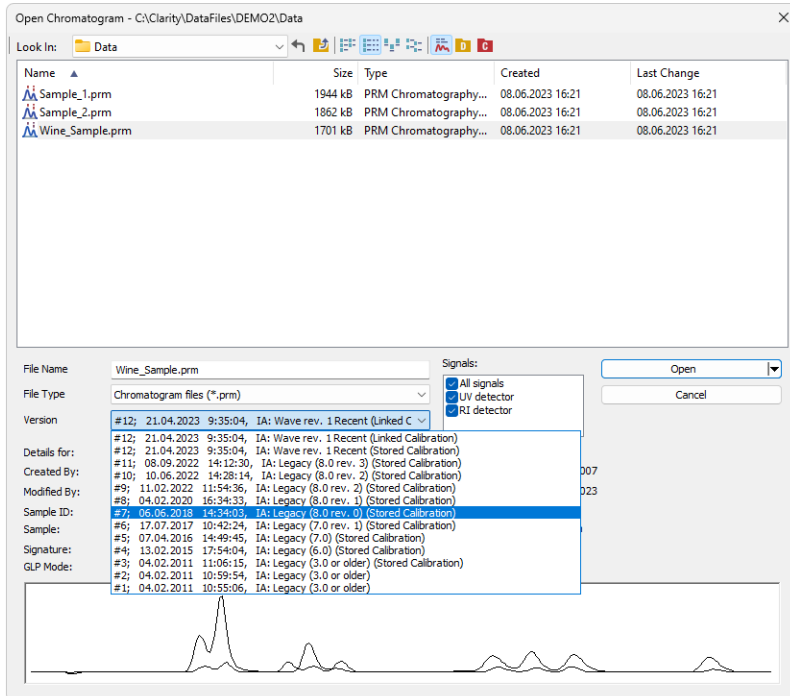 Open Chromatogram - C:\Clarity\DataFiles\DEMO2\Data
Look In: Data
D C
Name Size Type Created Last Change
Sample_1.prm 1944 kB PRM Chromatography... 08.06.2023 16:21 08.06.2023 16:21
Sample_2.prm 1862 kB PRM Chromatography... 08.06.2023 16:21 08.06.2023 16:21
Wine_Sample.prm 1701 kB PRM Chromatography... 08.06.2023 16:21 08.06.2023 16:21
File Name Wine_Sample.prm
File Type Chromatogram files (*.prm)
Version #12; 21.04.2023 9:35:04, IA: Wave rev. 1 Recent (Linked C
Signals:
All signals
UV detector
RI detector
Open
Cancel
#12; 21.04.2023 9:35:04, IA: Wave rev. 1 Recent (Linked Calibration)
#12; 21.04.2023 9:35:04, IA: Wave rev. 1 Recent (Stored Calibration)
#11; 08.09.2022 14:12:30, IA: Legacy (8.0 rev. 3) (Stored Calibration)
#10; 10.06.2022 14:28:14, IA: Legacy (8.0 rev. 2) (Stored Calibration)
#9; 11.02.2022 11:54:36, IA: Legacy (8.0 rev. 2) (Stored Calibration)
#8; 04.02.2020 16:34:33, IA: Legacy (8.0 rev. 1) (Stored Calibration)
#7; 06.06.2018 14:34:03, IA: Legacy (8.0 rev. 0) (Stored Calibration)
#6; 17.07.2017 10:42:24, IA: Legacy (7.0 rev. 1) (Stored Calibration)
#5; 07.04.2016 14:49:45, IA: Legacy (7.0) (Stored Calibration)
#4; 13.02.2015 17:54:04, IA: Legacy (6.0) (Stored Calibration)
#3; 04.02.2011 11:06:15, IA: Legacy (3.0 or older) (Stored Calibration)
#2; 04.02.2011 10:59:54, IA: Legacy (3.0 or older)
#1; 04.02.2011 10:55:06, IA: Legacy (3.0 or older)
Details for:
Created By: 007
Modified By: 023
Sample ID:
Sample:
Signature:
GLP Mode: